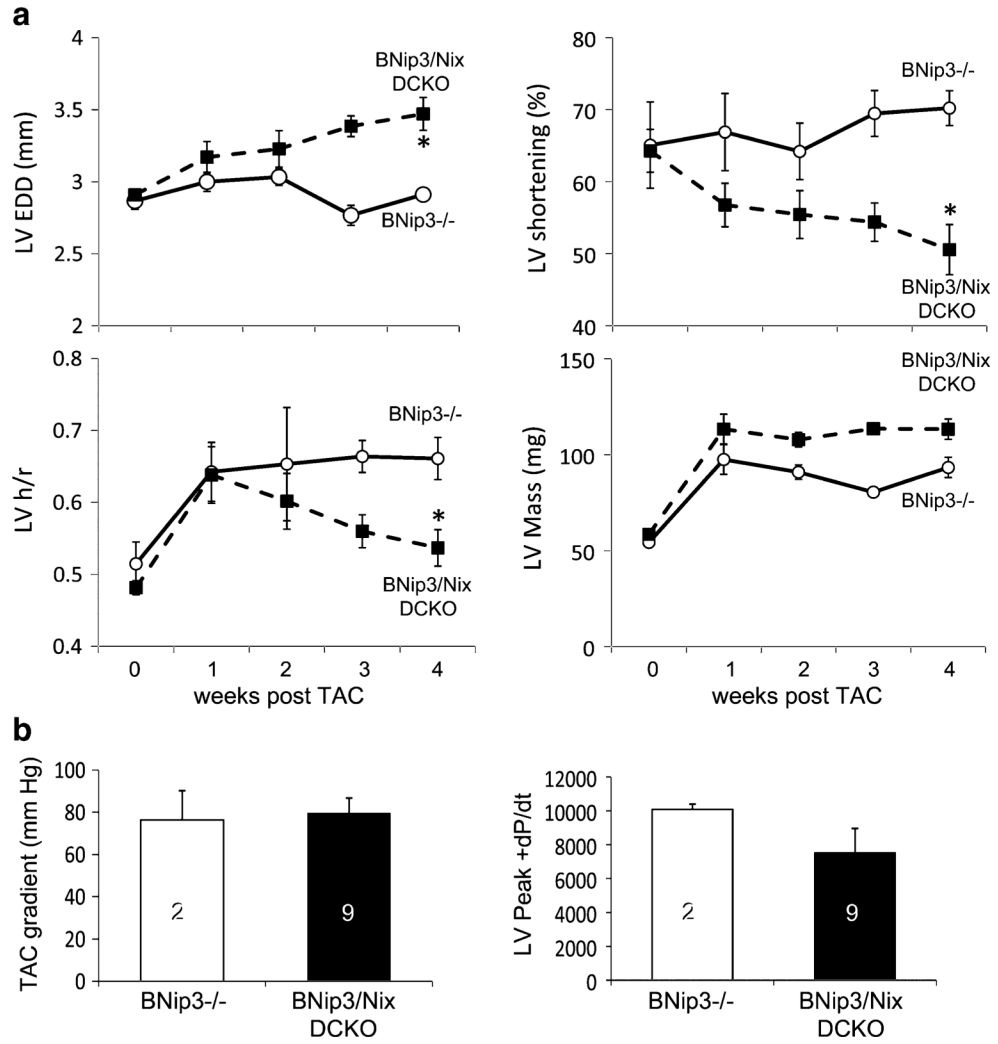 a
4
3.5
3
2.5
2
LV EDD (mm)
BNip3/Nix
DCKO
*
BNip3-/-
80
70
60
50
40
LV shortening (%)
BNip3-/-
*
BNip3/Nix
DCKO
0.8
0.7
0.6
0.5
0.4
LV h/r
BNip3-/-
*
BNip3/Nix
DCKO
0 1 2 3 4
weeks post TAC
150
100
50
0
LV Mass (mg)
BNip3/Nix
DCKO
BNip3-/-
0 1 2 3 4
weeks post TAC
b
100
80
60
40
20
0
TAC gradient (mm Hg)
2
9
BNip3-/-
BNip3/Nix
DCKO
12000
10000
8000
6000
4000
2000
0
LV Peak +dP/dt
2
9
BNip3-/-
BNip3/Nix
DCKO